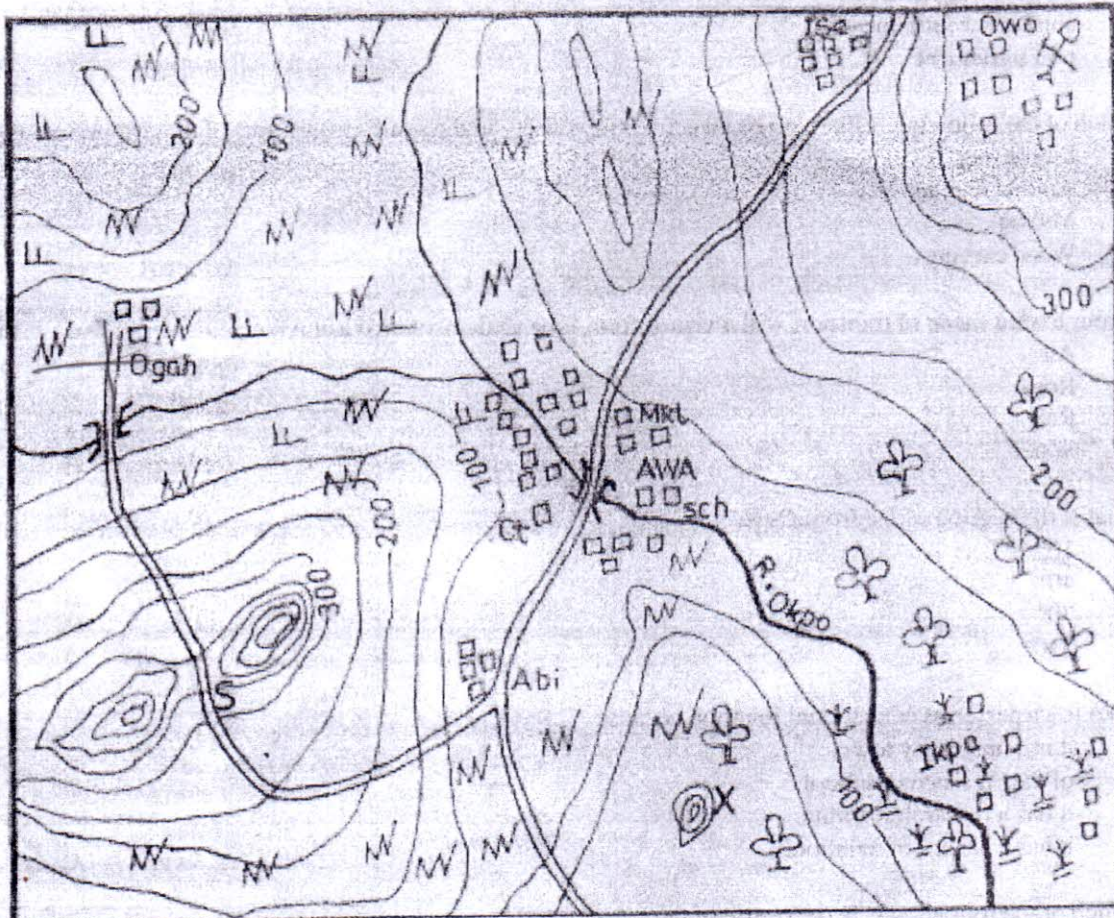 Ise
Owo
200
100
300
Ogah
Mkt
100
AWA
200
200
Ct
sch
300
R. Okpo
S
Abi
Ikpa
100
X
F
F
F
F
F
F
F
F
F
F